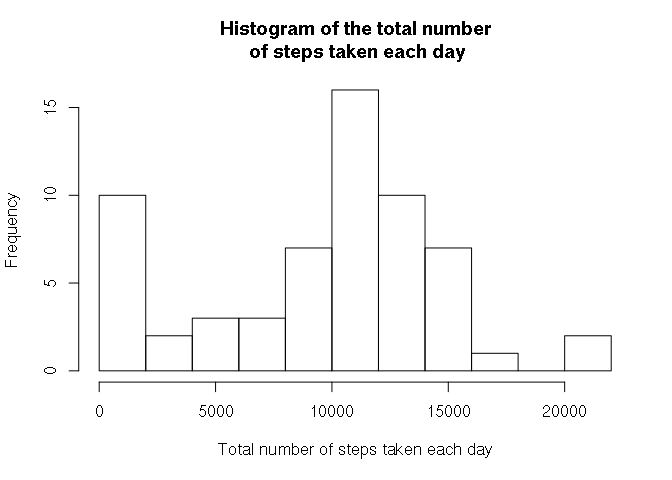 Histogram of the total number
of steps taken each day
Frequency
15
10
5
0
0 5000 10000 15000 20000
Total number of steps taken each day